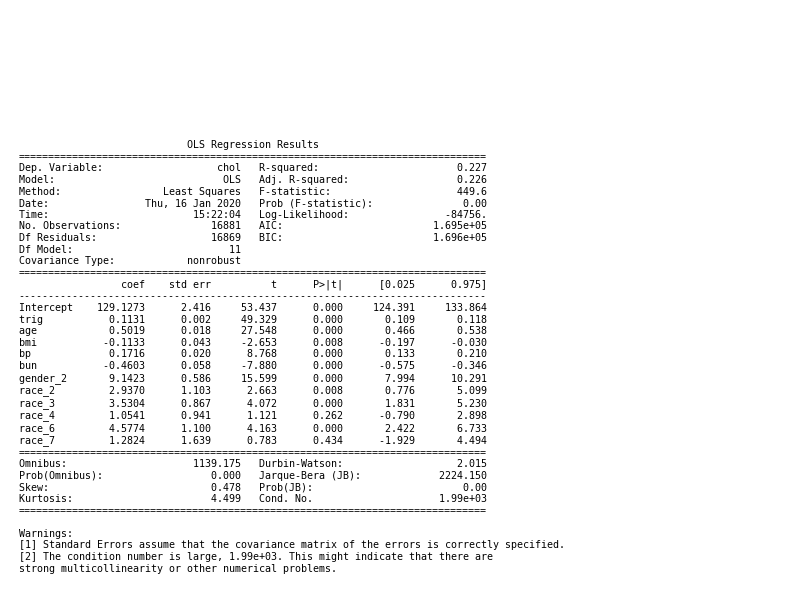 OLS Regression Results
==============================================================================
Dep. Variable:                   chol   R-squared:                       0.227
Model:                            OLS   Adj. R-squared:                  0.226
Method:                 Least Squares   F-statistic:                     449.6
Date:                Thu, 16 Jan 2020   Prob (F-statistic):               0.00
Time:                        15:22:04   Log-Likelihood:                -84756.
No. Observations:               16881   AIC:                         1.695e+05
Df Residuals:                   16869   BIC:                         1.696e+05
Df Model:                          11
Covariance Type:            nonrobust
==============================================================================
                 coef    std err          t      P>|t|      [0.025      0.975]
------------------------------------------------------------------------------
Intercept    129.1273      2.416     53.437      0.000     124.391     133.864
trig           0.1131      0.002     49.329      0.000       0.109       0.118
age            0.5019      0.018     27.548      0.000       0.466       0.538
bmi           -0.1133      0.043     -2.653      0.008      -0.197      -0.030
bp             0.1716      0.020      8.768      0.000       0.133       0.210
bun           -0.4603      0.058     -7.880      0.000      -0.575      -0.346
gender_2       9.1423      0.586     15.599      0.000       7.994      10.291
race_2         2.9370      1.103      2.663      0.008       0.776       5.099
race_3         3.5304      0.867      4.072      0.000       1.831       5.230
race_4         1.0541      0.941      1.121      0.262      -0.790       2.898
race_6         4.5774      1.100      4.163      0.000       2.422       6.733
race_7         1.2824      1.639      0.783      0.434      -1.929       4.494
==============================================================================
Omnibus:                     1139.175   Durbin-Watson:                   2.015
Prob(Omnibus):                  0.000   Jarque-Bera (JB):             2224.150
Skew:                           0.478   Prob(JB):                         0.00
Kurtosis:                       4.499   Cond. No.                     1.99e+03
==============================================================================

Warnings:
[1] Standard Errors assume that the covariance matrix of the errors is correctly specified.
[2] The condition number is large, 1.99e+03. This might indicate that there are
strong multicollinearity or other numerical problems.